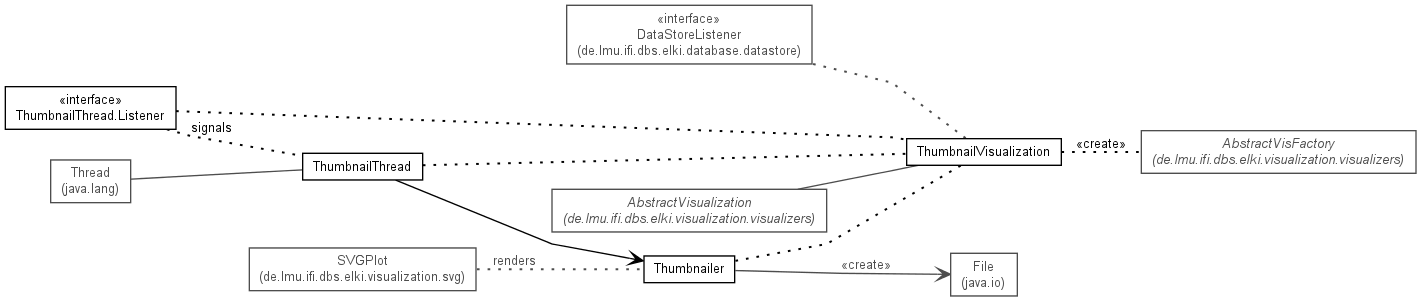 «interface»
DataStoreListener
(de.lmu.ifi.dbs.elki.database.datastore)
«interface»
ThumbnailThread.Listener
signals
ThumbnailVisualization
«create»
AbstractVisFactory
(de.lmu.ifi.dbs.elki.visualization.visualizers)
Thread
(java.lang)
ThumbnailThread
AbstractVisualization
(de.lmu.ifi.dbs.elki.visualization.visualizers)
SVGPlot
(de.lmu.ifi.dbs.elki.visualization.svg)
renders
Thumbnailer
«create»
File
(java.io)